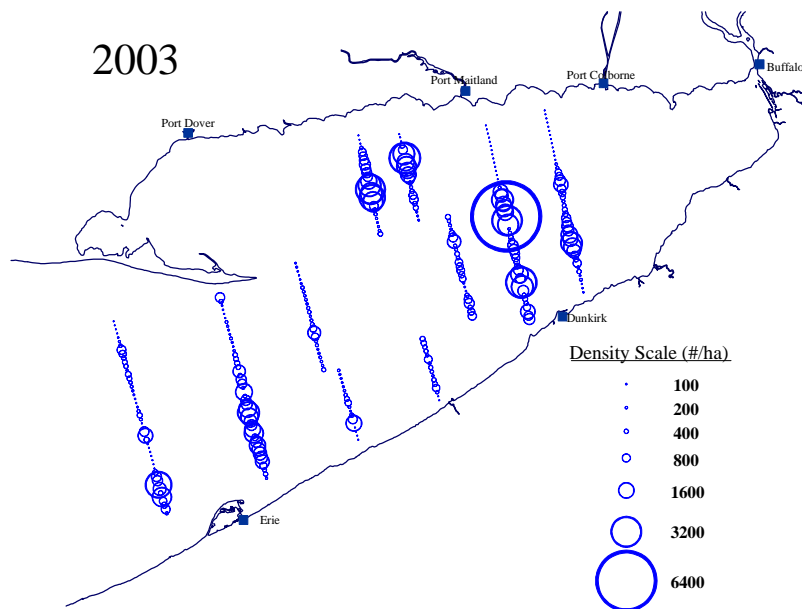 2003
Buffalo
Port Colborne
Port Maitland
Port Dover
Dunkirk
Density Scale (#/ha)
100
200
400
800
1600
3200
6400
Erie